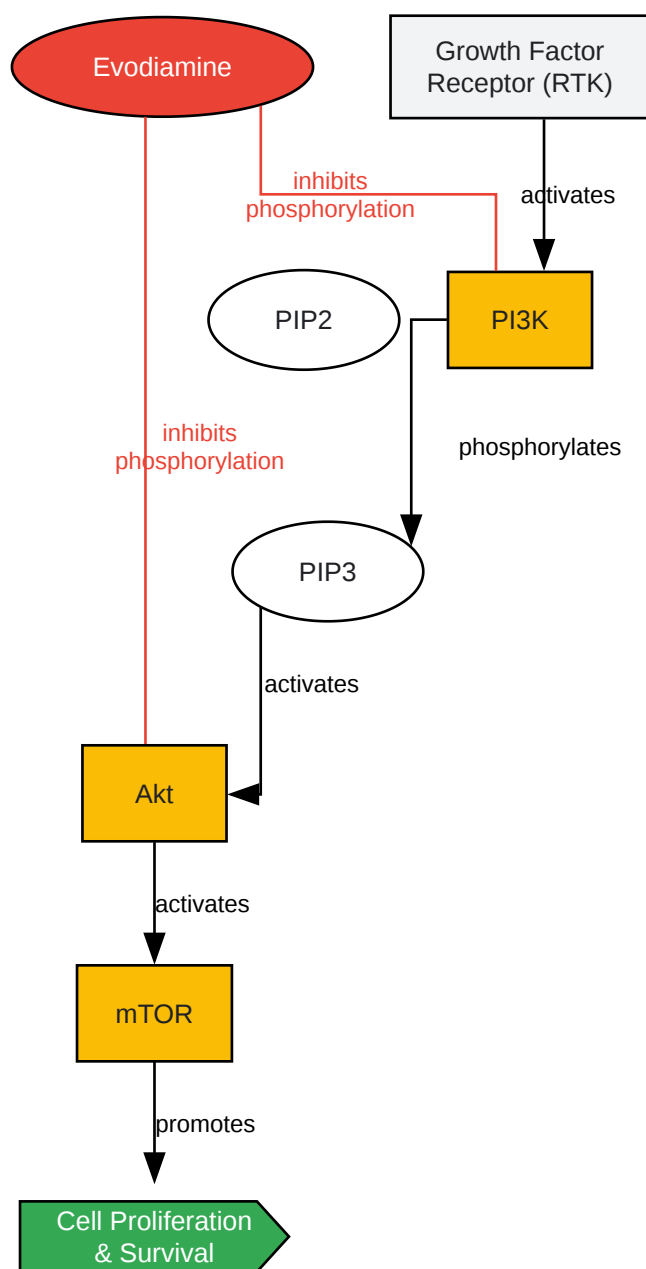 Evodiamine
Growth Factor
Receptor (RTK)
inhibits
phosphorylation
activates
PIP2
PI3K
inhibits
phosphorylation
phosphorylates
PIP3
activates
Akt
activates
mTOR
promotes
Cell Proliferation
& Survival